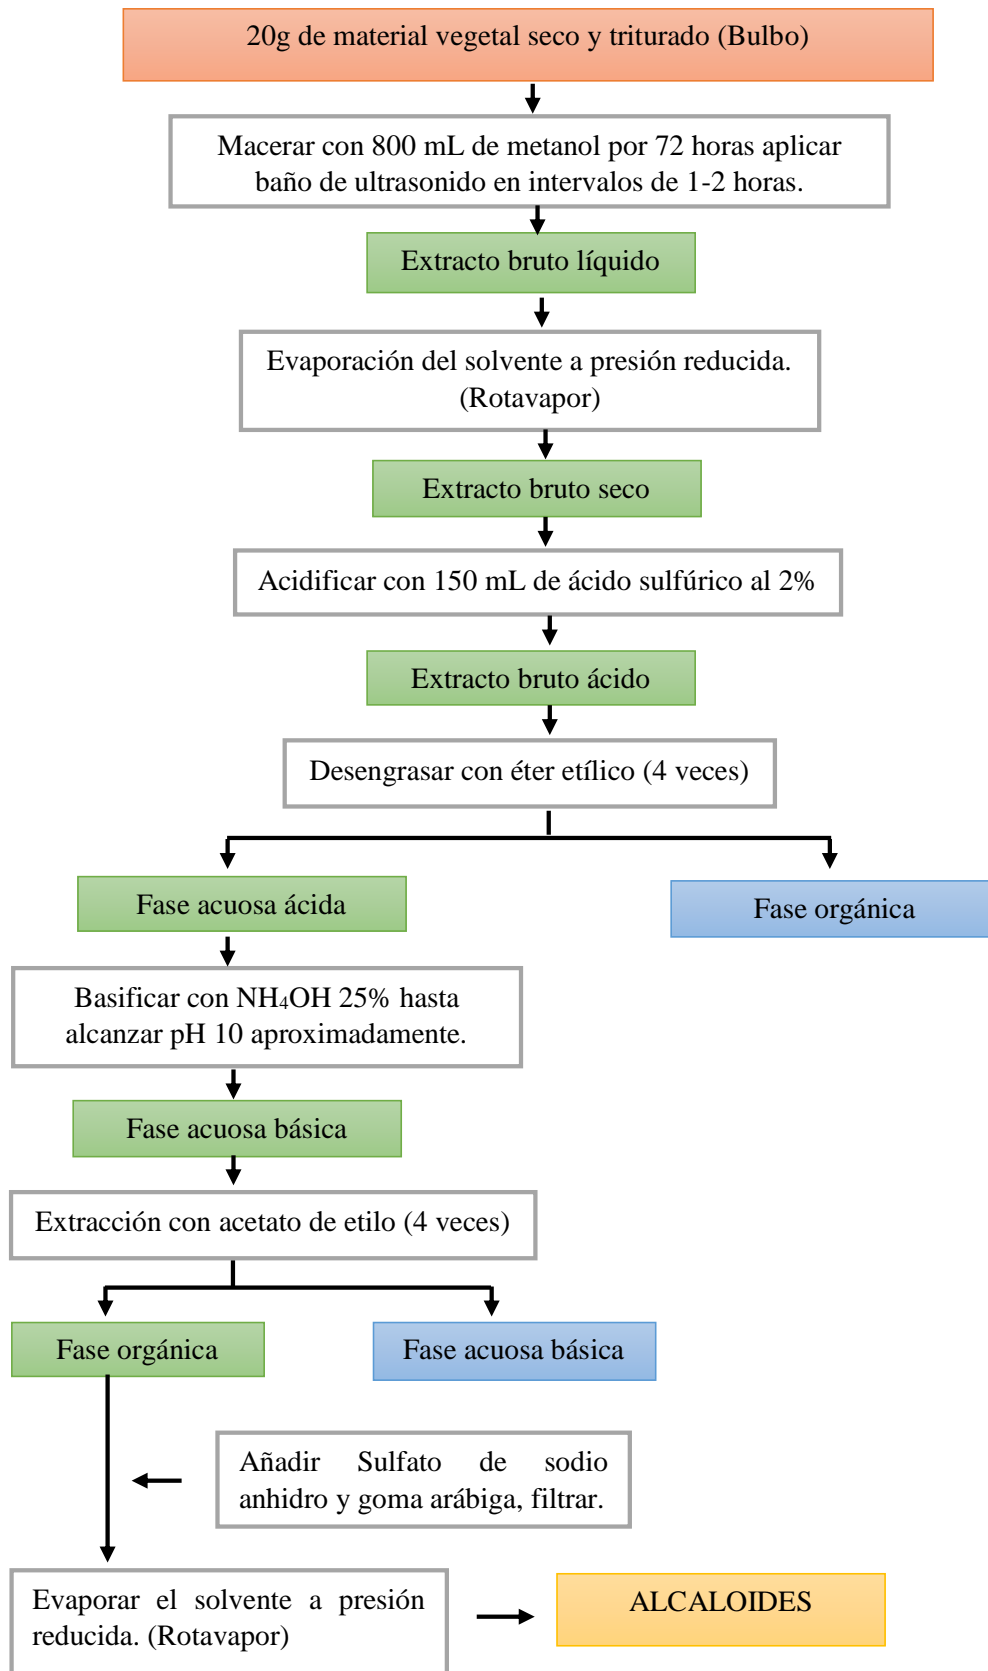 20g de material vegetal seco y triturado (Bulbo)
Macerar con 800 mL de metanol por 72 horas aplicar
baño de ultrasonido en intervalos de 1-2 horas.
Extracto bruto líquido
Evaporación del solvente a presión reducida.
(Rotavapor)
Extracto bruto seco
Acidificar con 150 mL de ácido sulfúrico al 2%
Extracto bruto ácido
Desengrasar con éter etílico (4 veces)
Fase acuosa ácida
Fase orgánica
Basificar con NH₄OH 25% hasta
alcanzar pH 10 aproximadamente.
Fase acuosa básica
Extracción con acetato de etilo (4 veces)
Fase orgánica
Fase acuosa básica
Añadir Sulfato de sodio
anhidro y goma arábiga, filtrar.
Evaporar el solvente a presión
reducida. (Rotavapor)
ALCALOIDES